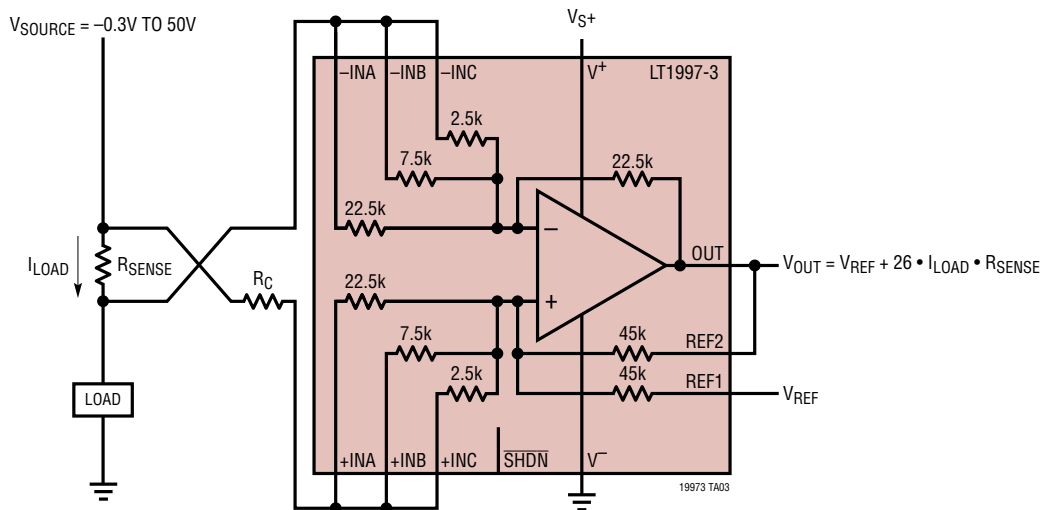 V_SOURCE = –0.3V TO 50V
V_S+
–INA
–INB
–INC
V+
LT1997-3
2.5k
7.5k
22.5k
22.5k
–
OUT
V_OUT = V_REF + 26 • I_LOAD • R_SENSE
I_LOAD
R_SENSE
R_C
22.5k
+
7.5k
45k
REF2
2.5k
45k
REF1
V_REF
LOAD
+INA
+INB
+INC
SHDN
V–
19973 TA03